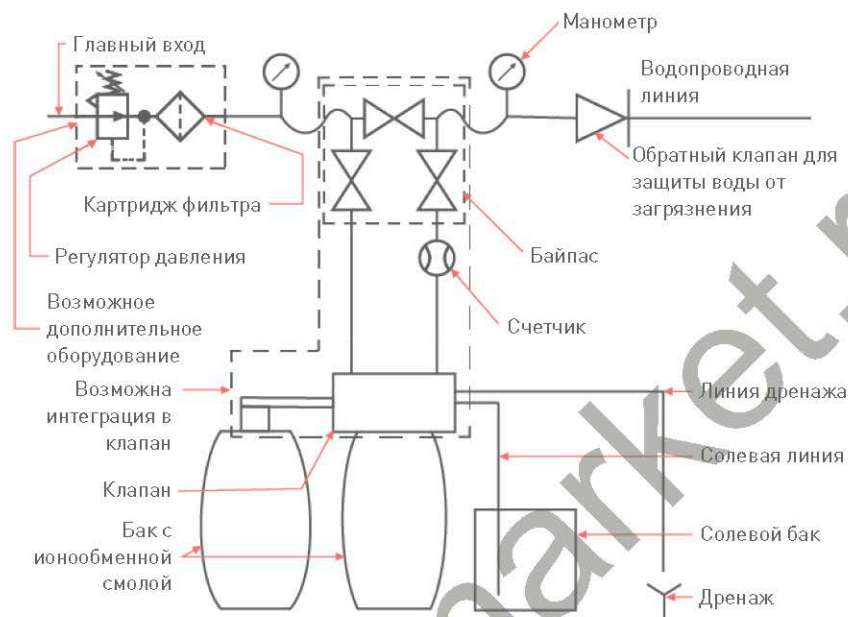 Манометр
Главный вход
Водопроводная
линия
Обратный клапан для
защиты воды от
загрязнения
Картридж фильтра
Регулятор давления
Байпас
Возможное
дополнительное
оборудование
Счетчик
Возможна
интеграция в
клапан
Линия дренажа
Солевая линия
Клапан
Бак с
ионообменной
смолой
Солевой бак
Дренаж